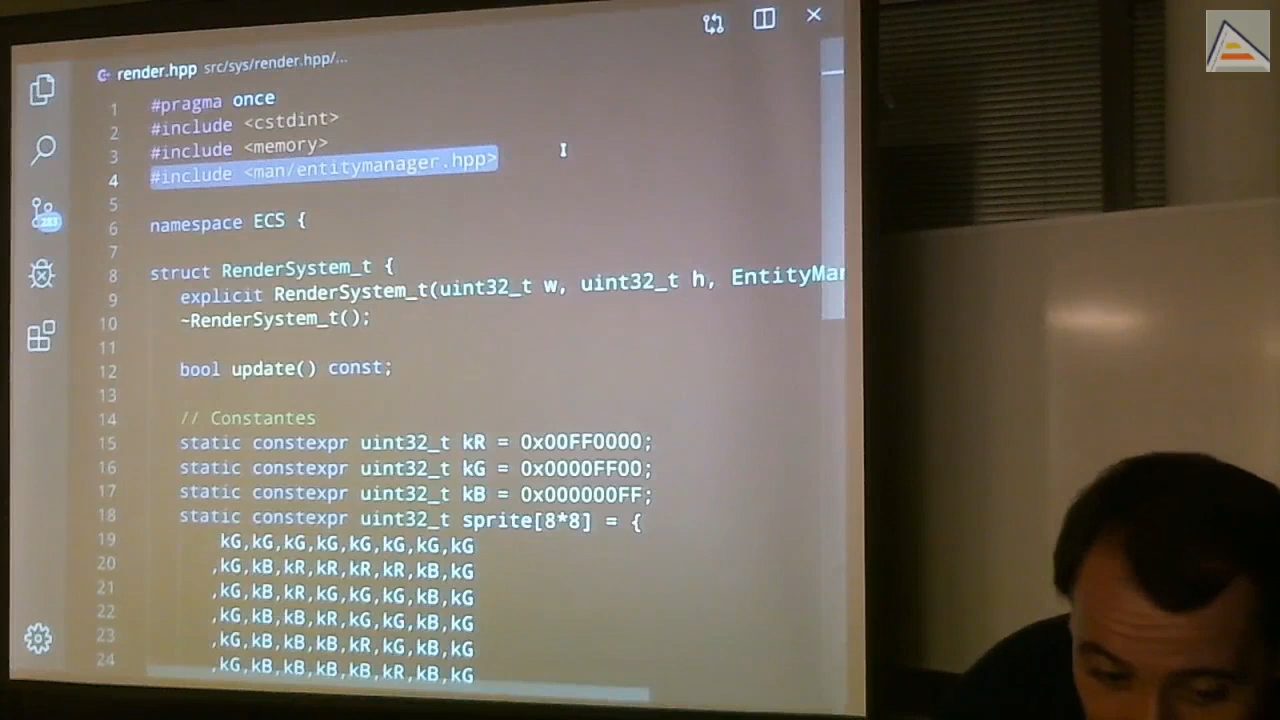 render.hpp src/sys/render.hpp/...
1 #pragma once
2 #include <cstdint>
3 #include <memory>
4 #include <man/entitymanager.hpp>
5
6 namespace ECS {
7
8 struct RenderSystem_t {
9 explicit RenderSystem_t(uint32_t w, uint32_t h, EntityMa
10 ~RenderSystem_t();
11
12 bool update() const;
13
14 // Constantes
15 static constexpr uint32_t kR = 0x00FF0000;
16 static constexpr uint32_t kG = 0x0000FF00;
17 static constexpr uint32_t kB = 0x000000FF;
18 static constexpr uint32_t sprite[8*8] = {
19 kG,kG,kG,kG,kG,kG,kG,kG
20 ,kG,kB,kR,kR,kR,kR,kB,kG
21 ,kG,kB,kR,kG,kG,kG,kB,kG
22 ,kG,kB,kB,kR,kG,kG,kB,kG
23 ,kG,kB,kB,kB,kR,kG,kB,kG
24 ,kG,kB,kB,kB,kB,kR,kB,kG